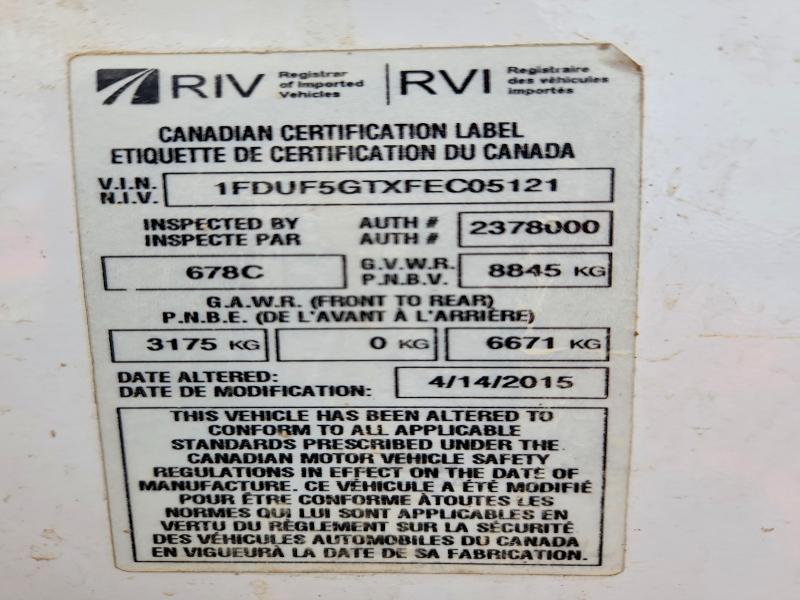 RIV Registrar of Imported Vehicles | RVI Registraire des véhicules importés
CANADIAN CERTIFICATION LABEL
ETIQUETTE DE CERTIFICATION DU CANADA
V.I.N. 1FDUF5GTXFEC05121
N.I.V.
INSPECTED BY AUTH # 2378000
INSPECTE PAR AUTH #
678C G.V.W.R. 8845 KG
P.N.B.V.
G.A.W.R. (FRONT TO REAR)
P.N.B.E. (DE L'AVANT À L'ARRIÈRE)
3175 KG 0 KG 6671 KG
DATE ALTERED: 4/14/2015
DATE DE MODIFICATION:
THIS VEHICLE HAS BEEN ALTERED TO
CONFORM TO ALL APPLICABLE
STANDARDS PRESCRIBED UNDER THE
CANADIAN MOTOR VEHICLE SAFETY
REGULATIONS IN EFFECT ON THE DATE OF
MANUFACTURE. CE VÉHICULE A ÉTÉ MODIFIÉ
POUR ÊTRE CONFORME ÀTOUTES LES
NORMES QUI LUI SONT APPLICABLES EN
VERTU DU RÈGLEMENT SUR LA SÉCURITÉ
DES VÉHICULES AUTOMOBILES DU CANADA
EN VIGUEURÀ LA DATE DE SA FABRICATION.